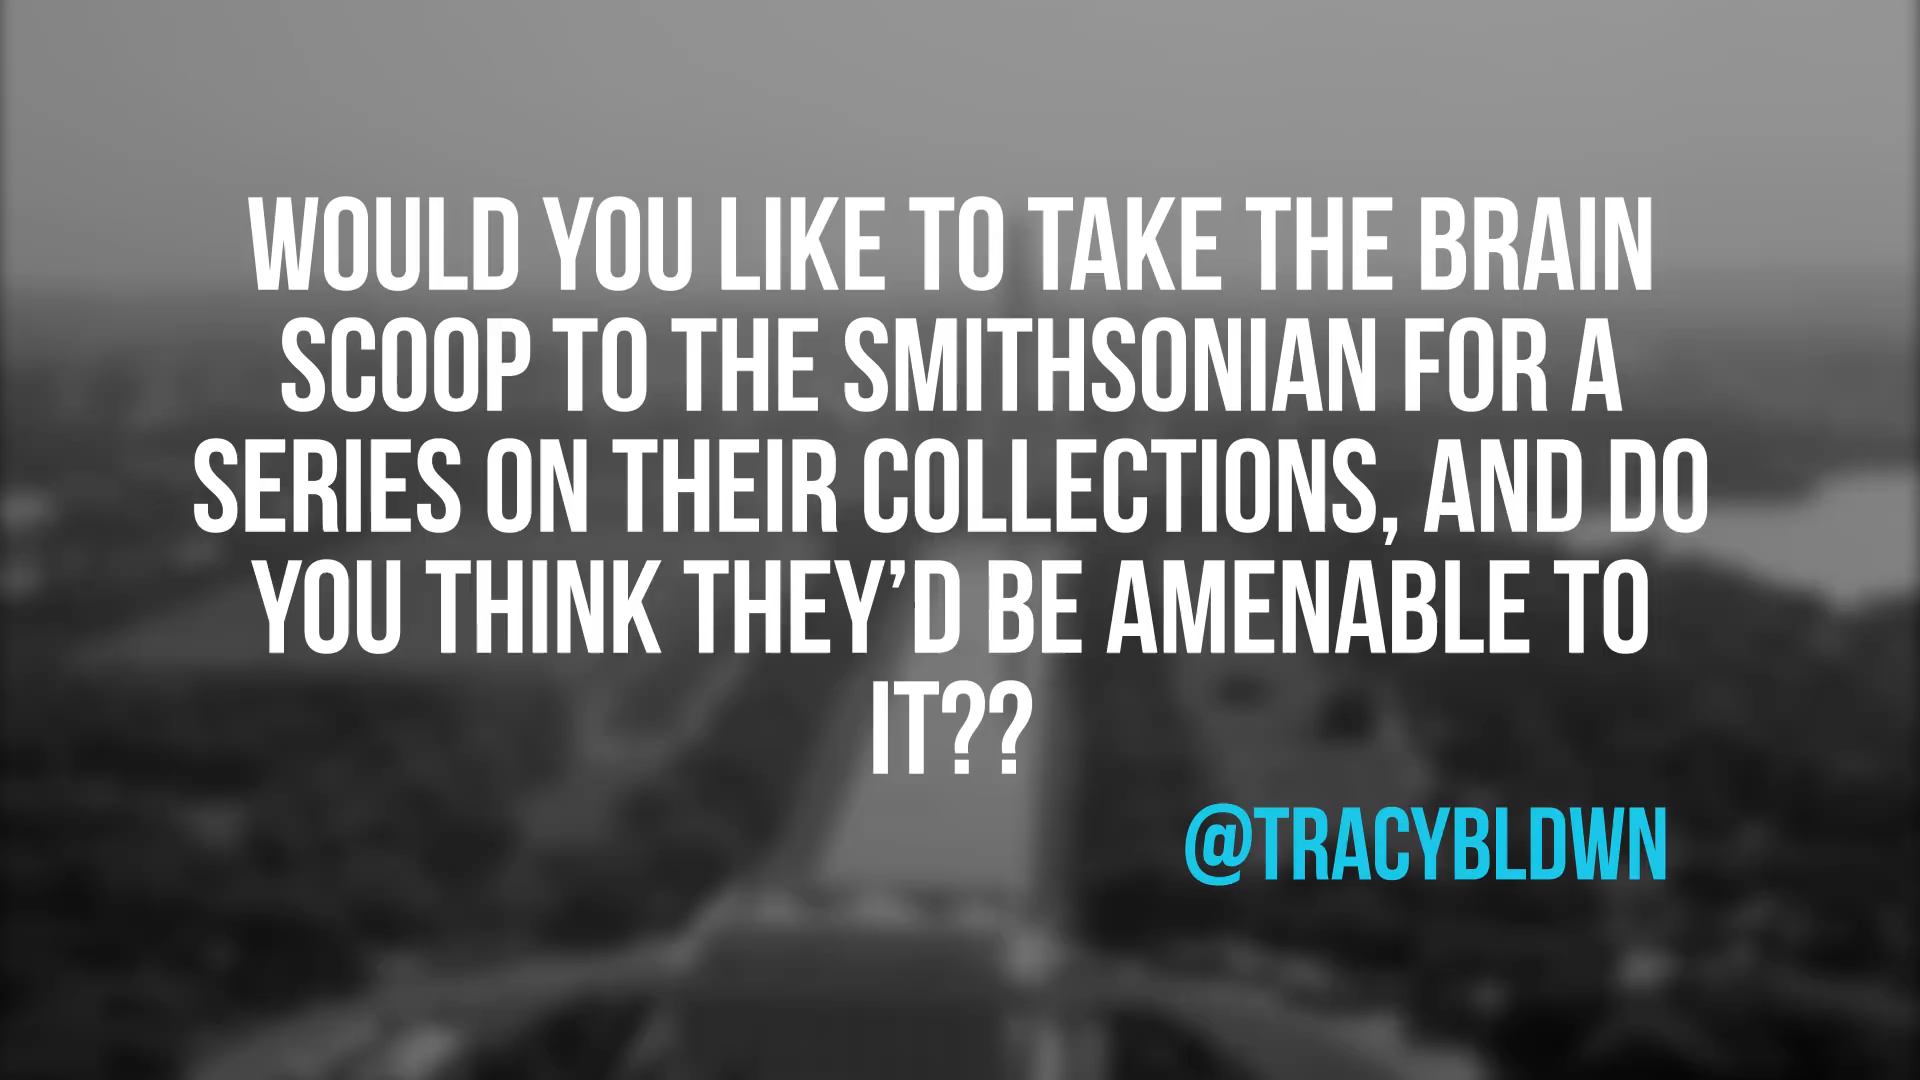 WOULD YOU LIKE TO TAKE THE BRAIN
SCOOP TO THE SMITHSONIAN FOR A
SERIES ON THEIR COLLECTIONS, AND DO
YOU THINK THEY’D BE AMENABLE TO
IT??
@TRACYBLDWN